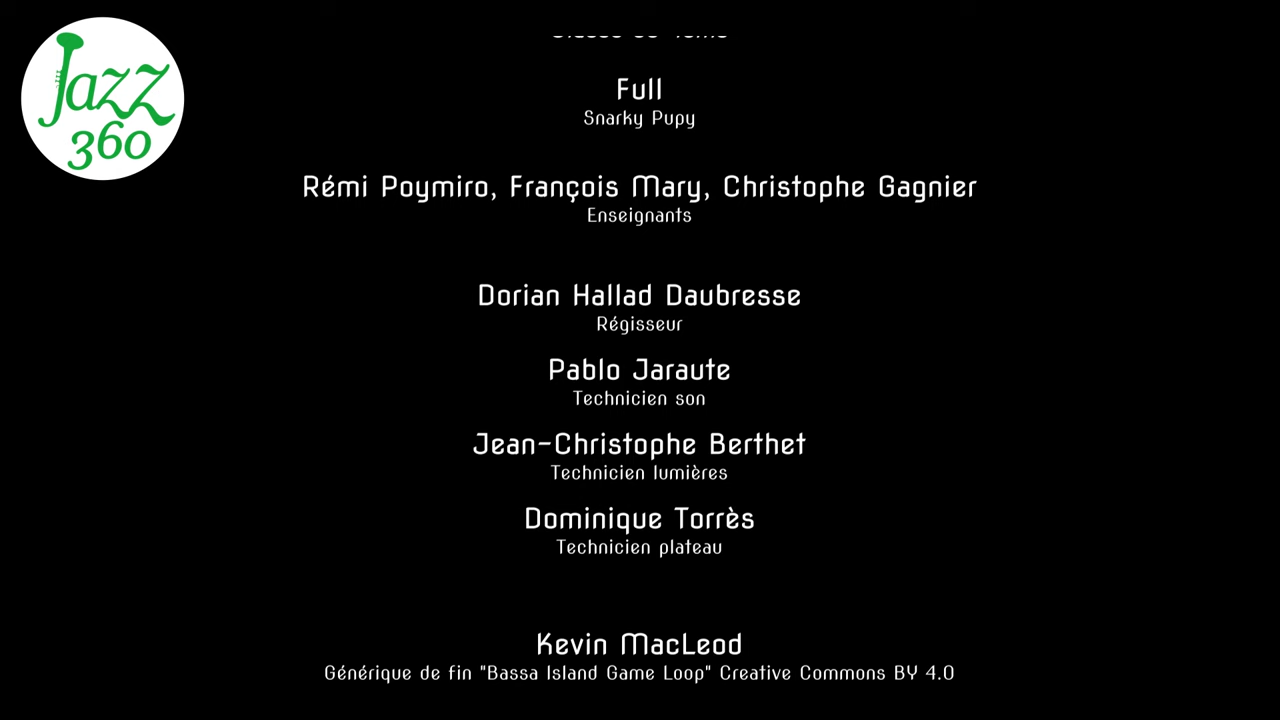 Jazz
360
Full
Snarky Pupy
Rémi Poymiro, François Mary, Christophe Gagnier
Enseignants
Dorian Hallad Daubresse
Régisseur
Pablo Jaraute
Technicien son
Jean-Christophe Berthet
Technicien lumières
Dominique Torrès
Technicien plateau
Kevin MacLeod
Générique de fin "Bassa Island Game Loop" Creative Commons BY 4.0